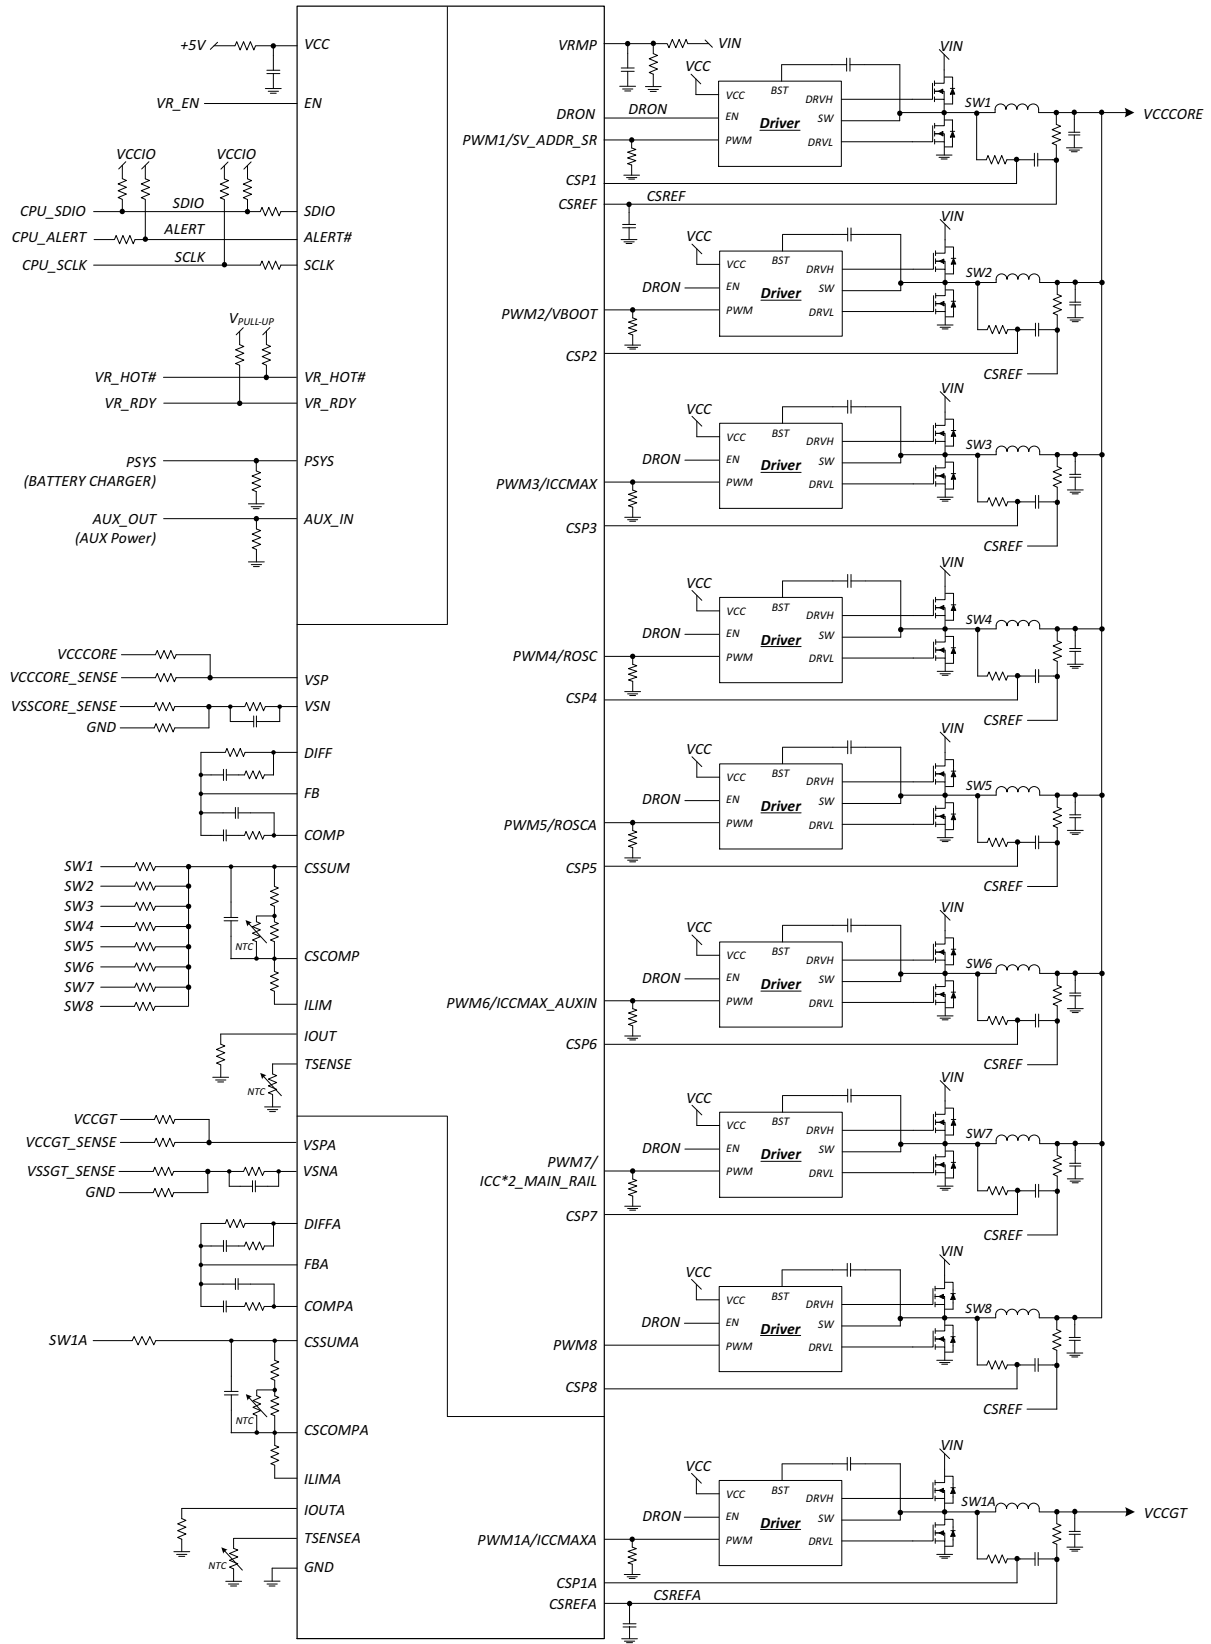 +5V
VCC
VR_EN
EN
VCCIO
VCCIO
CPU_SDIO
SDIO
SDIO
CPU_ALERT
ALERT
ALERT#
CPU_SCLK
SCLK
SCLK
VPULL-UP
VR_HOT#
VR_HOT#
VR_RDY
VR_RDY
PSYS
(BATTERY CHARGER)
PSYS
AUX_OUT
(AUX Power)
AUX_IN
VCCCORE
VCCCORE_SENSE
VSP
VSSCORE_SENSE
VSN
GND
DIFF
FB
COMP
SW1
CSSUM
SW2
SW3
SW4
SW5
NTC
CSCOMP
SW6
SW7
SW8
ILIM
IOUT
TSENSE
NTC
VCCGT
VCCGT_SENSE
VSPA
VSSGT_SENSE
VSNA
GND
DIFFA
FBA
COMPA
SW1A
CSSUMA
NTC
CSCOMPA
ILIMA
IOUTA
TSENSEA
NTC
GND
VRMP
VIN
VCC
VIN
VCC
BST
DRVH
SW1
VCCCORE
DRON
DRON
EN
Driver
SW
PWM1/SV_ADDR_SR
PWM
DRVL
CSP1
CSREF
CSREF
VCC
VIN
VCC
BST
DRVH
SW2
DRON
EN
Driver
SW
PWM2/VBOOT
PWM
DRVL
CSP2
CSREF
VCC
VIN
VCC
BST
DRVH
SW3
DRON
EN
Driver
SW
PWM3/ICCMAX
PWM
DRVL
CSP3
CSREF
VCC
VIN
VCC
BST
DRVH
SW4
DRON
EN
Driver
SW
PWM4/ROSC
PWM
DRVL
CSP4
CSREF
VCC
VIN
VCC
BST
DRVH
SW5
DRON
EN
Driver
SW
PWM5/ROSCA
PWM
DRVL
CSP5
CSREF
VCC
VIN
VCC
BST
DRVH
SW6
DRON
EN
Driver
SW
PWM6/ICCMAX_AUXIN
PWM
DRVL
CSP6
CSREF
VCC
VIN
VCC
BST
DRVH
SW7
DRON
EN
Driver
SW
PWM7/
ICC*2_MAIN_RAIL
PWM
DRVL
CSP7
CSREF
VCC
VIN
VCC
BST
DRVH
SW8
DRON
EN
Driver
SW
PWM8
PWM
DRVL
CSP8
CSREF
VCC
VIN
VCC
BST
DRVH
SW1A
VCCGT
DRON
EN
Driver
SW
PWM1A/ICCMAXA
PWM
DRVL
CSP1A
CSREFA
CSREFA